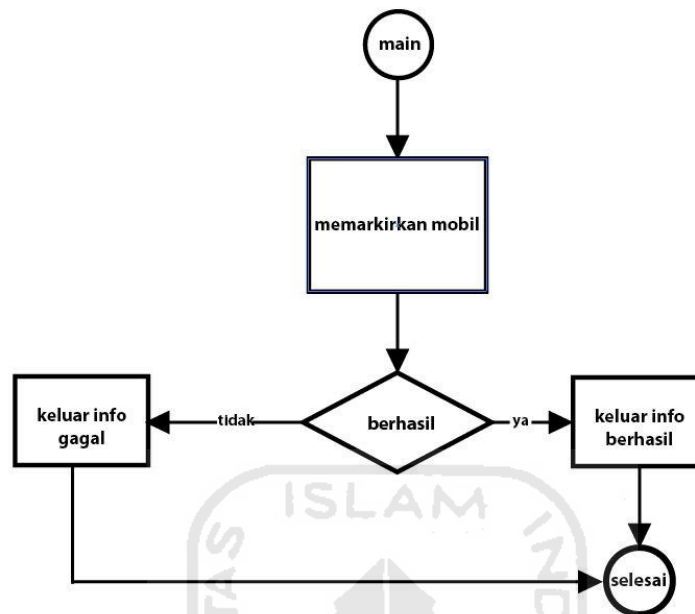 main
memarkirkan mobil
berhasil
tidak
ya
keluar info
gagal
keluar info
berhasil
selesai
ISLAM